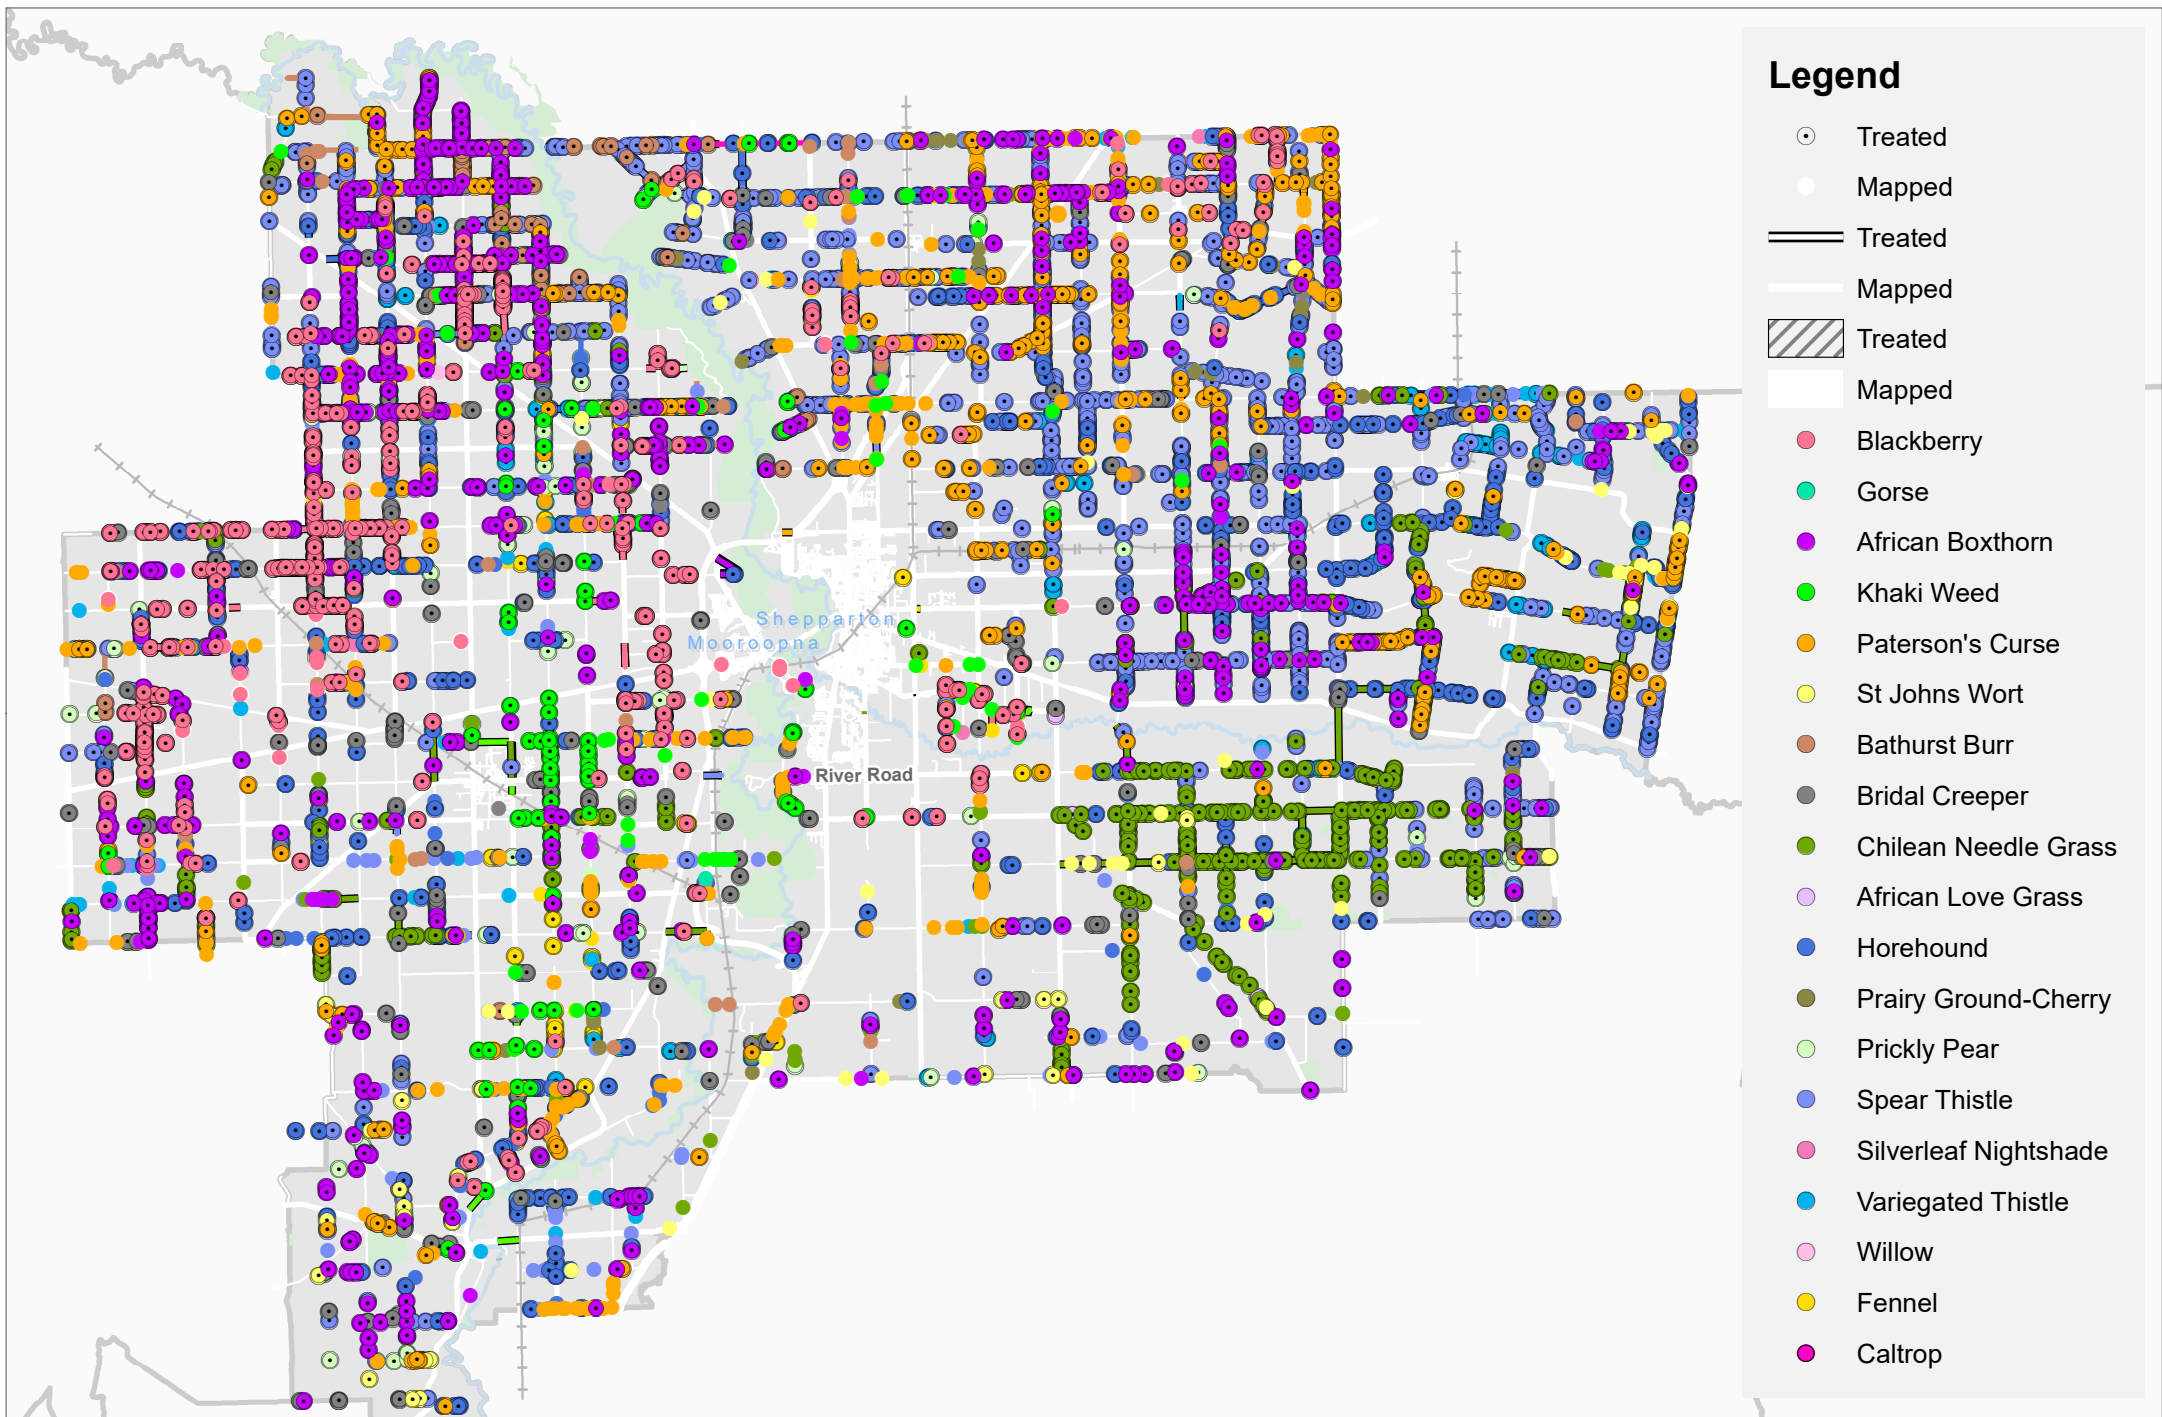 Legend
Treated
Mapped
Treated
Mapped
Treated
Mapped
Blackberry
Gorse
African Boxthorn
Khaki Weed
Paterson's Curse
St Johns Wort
Bathurst Burr
Bridal Creeper
Chilean Needle Grass
African Love Grass
Horehound
Prairy Ground-Cherry
Prickly Pear
Spear Thistle
Silverleaf Nightshade
Variegated Thistle
Willow
Fennel
Caltrop
Shepparton
Mooroopna
River Road